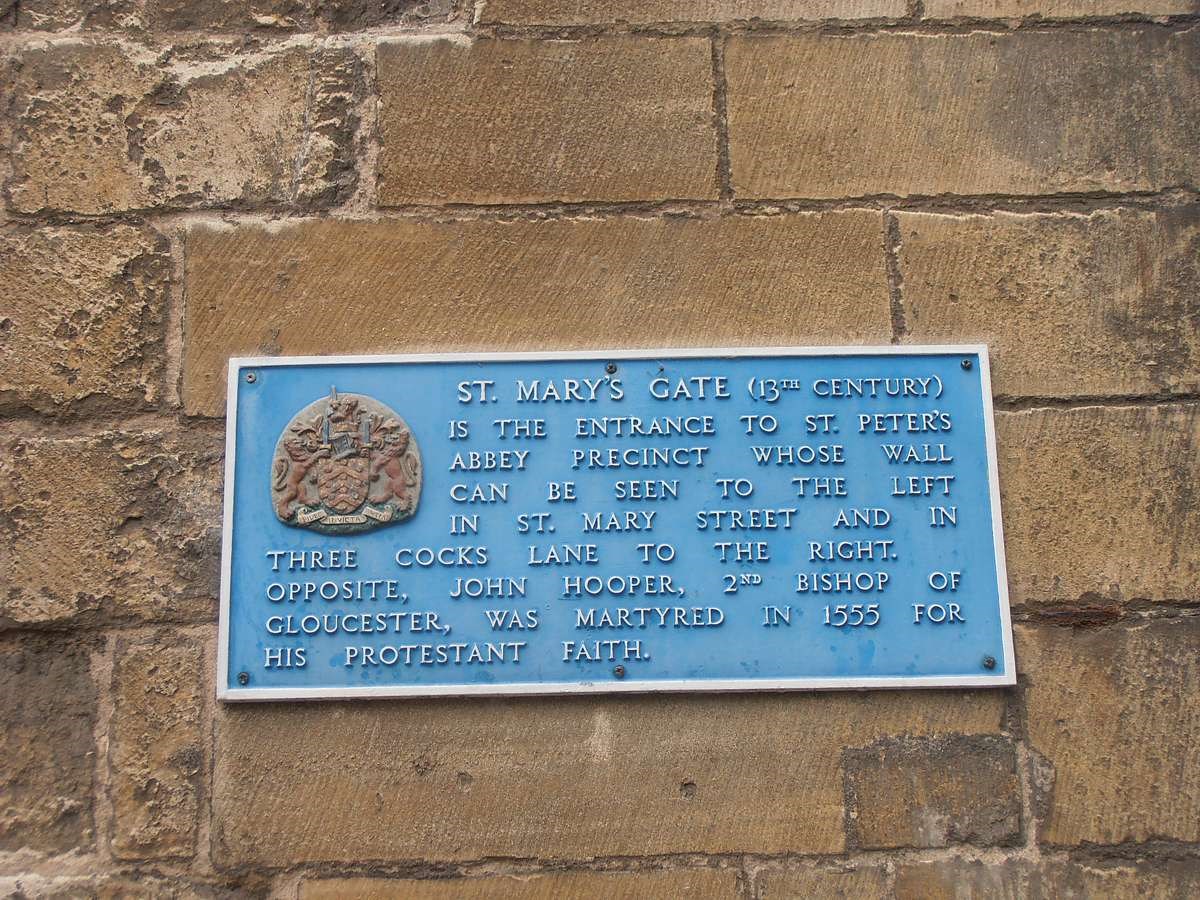 ST. MARY'S GATE (13TH CENTURY)
IS THE ENTRANCE TO ST. PETER'S
ABBEY PRECINCT WHOSE WALL
CAN BE SEEN TO THE LEFT
IN ST. MARY STREET AND IN
THREE COCKS LANE TO THE RIGHT.
OPPOSITE, JOHN HOOPER, 2ND BISHOP OF
GLOUCESTER, WAS MARTYRED IN 1555 FOR
HIS PROTESTANT FAITH.
INVICTA